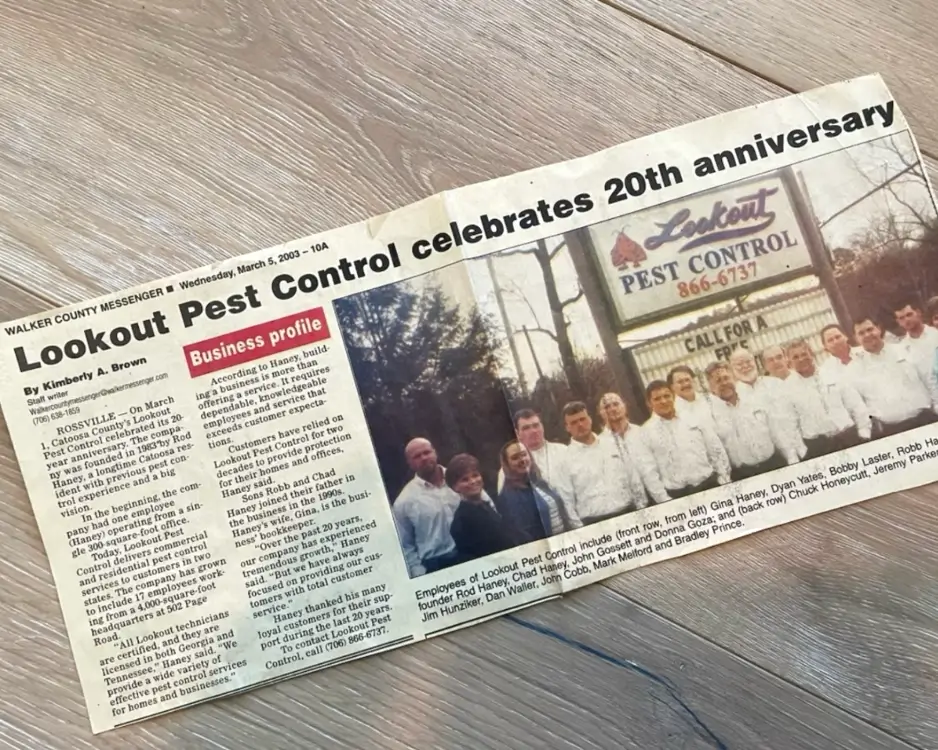 WALKER COUNTY MESSENGER ■ Wednesday, March 5, 2003 – 10A
Lookout Pest Control celebrates 20th anniversary
By Kimberly A. Brown
Staff writer
Walkercountymessenger@walkermessenger.com
(706) 638-1859
ROSSVILLE — On March
1, Catoosa County's Lookout
Pest Control celebrated its 20-
year anniversary. The compa-
ny was founded in 1983 by Rod
Haney, a longtime Catoosa res-
ident with previous pest con-
trol experience and a big
vision.
In the beginning, the com-
pany had one employee
(Haney) operating from a sin-
gle 300-square-foot office.
Today, Lookout Pest
Control delivers commercial
and residential pest control
services to customers in two
states. The company has grown
to include 17 employees work-
ing from a 4,000-square-foot
headquarters at 502 Page
Road.
"All Lookout technicians
are certified, and they are
licensed in both Georgia and
Tennessee," Haney said. "We
provide a wide variety of
effective pest control services
for homes and businesses."
Business profile
According to Haney, build-
ing a business is more than
offering a service. It requires
dependable, knowledgeable
employees and service that
exceeds customer expecta-
tions.
Customers have relied on
Lookout Pest Control for two
decades to provide protection
for their homes and offices,
Haney said.
Sons Robb and Chad
Haney joined their father in
the business in the 1990s.
Haney's wife, Gina, is the busi-
ness' bookkeeper.
"Over the past 20 years,
our company has experienced
tremendous growth," Haney
said. "But we have always
focused on providing our cus-
tomers with total customer
service."
Haney thanked his many
loyal customers for their sup-
port during the last 20 years.
To contact Lookout Pest
Control, call (706) 866-6737.
Lookout
PEST CONTROL
866-6737
CALL FOR A
FREE
Employees of Lookout Pest Control include (front row, from left) Gina Haney, Dyan Yates, Bobby Laster, Robb Ha
founder Rod Haney, Chad Haney, John Gossett and Donna Goza; and (back row) Chuck Honeycutt, Jeremy Parker
Jim Hunziker, Dan Waller, John Cobb, Mark Melford and Bradley Prince.